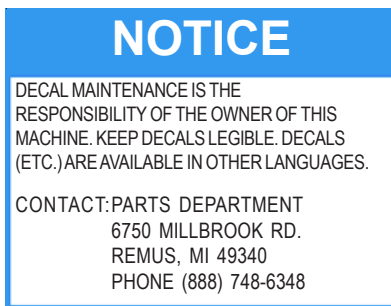 NOTICE
DECAL MAINTENANCE IS THE
RESPONSIBILITY OF THE OWNER OF THIS
MACHINE. KEEP DECALS LEGIBLE. DECALS
(ETC.) ARE AVAILABLE IN OTHER LANGUAGES.
CONTACT:PARTS DEPARTMENT
6750 MILLBROOK RD.
REMUS, MI 49340
PHONE (888) 748-6348